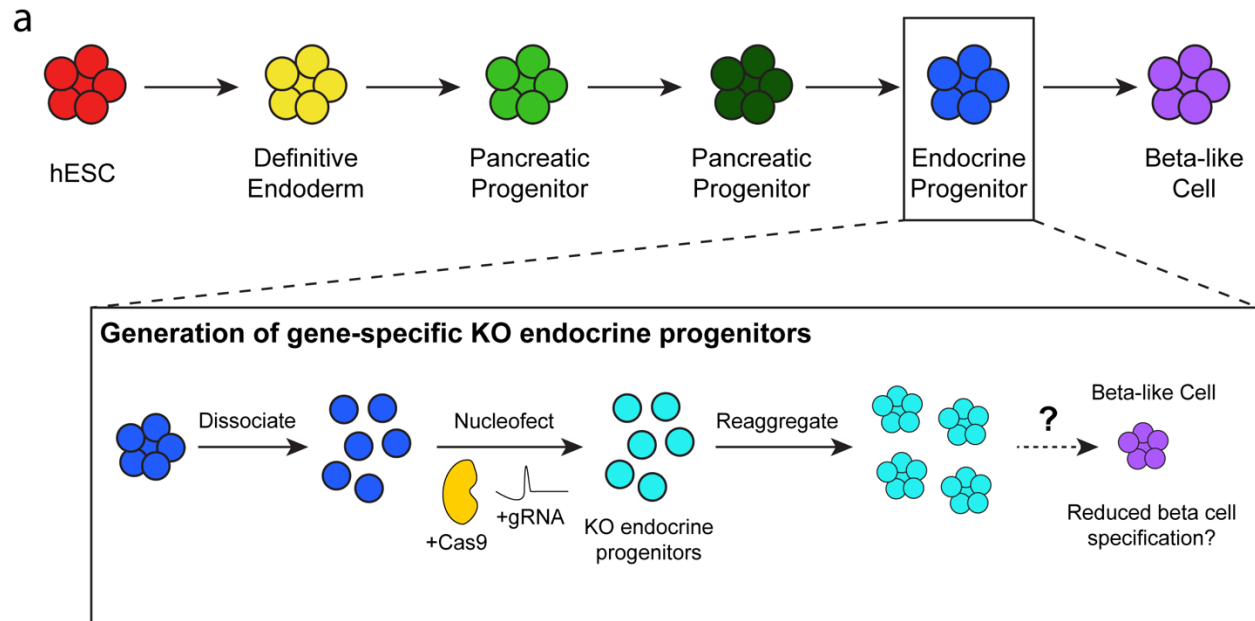 a
hESC
Definitive
Endoderm
Pancreatic
Progenitor
Pancreatic
Progenitor
Endocrine
Progenitor
Beta-like
Cell
Generation of gene-specific KO endocrine progenitors
Dissociate
Nucleofect
+Cas9
+gRNA
KO endocrine
progenitors
Reaggregate
?
Beta-like Cell
Reduced beta cell
specification?